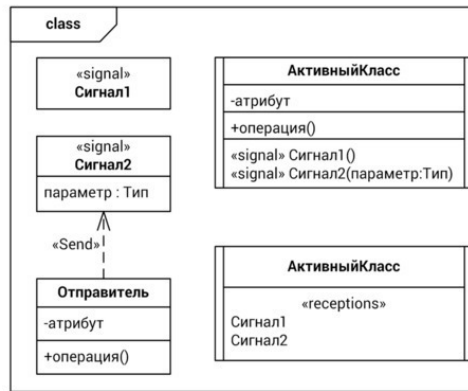 class
«signal»
Сигнал1
«signal»
Сигнал2
параметр : Тип
«Send»
Отправитель
-атрибут
+операция()
АктивныйКласс
-атрибут
+операция()
«signal» Сигнал1()
«signal» Сигнал2(параметр:Тип)
АктивныйКласс
«receptions»
Сигнал1
Сигнал2